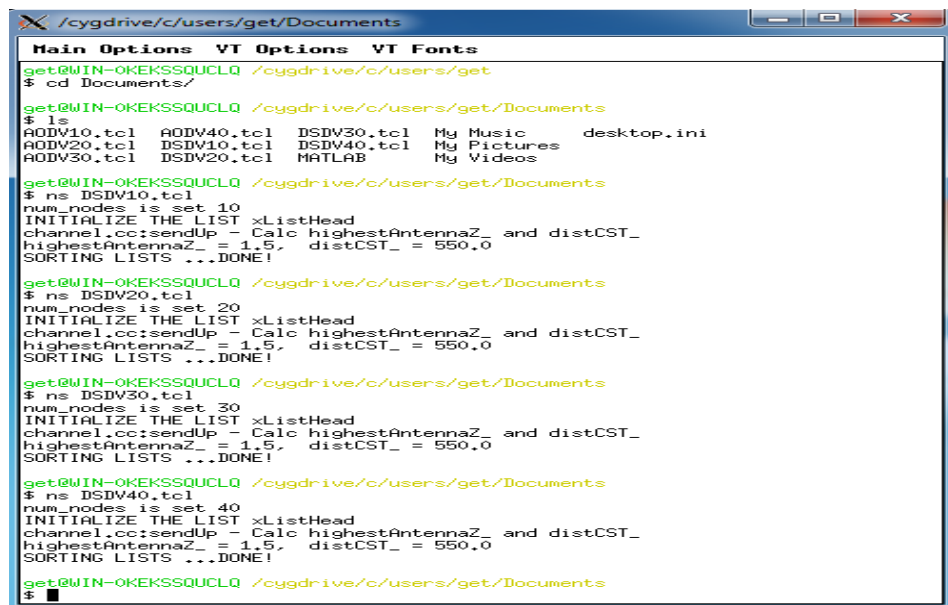 /cygdrive/c/users/get/Documents
Main Options VT Options VT Fonts
get@WIN-OKEKSSQUCLQ /cygdrive/c/users/get
$ cd Documents/
get@WIN-OKEKSSQUCLQ /cygdrive/c/users/get/Documents
$ ls
AODV10.tcl AODV40.tcl DSDV30.tcl My Music desktop.ini
AODV20.tcl DSDV10.tcl DSDV40.tcl My Pictures
AODV30.tcl DSDV20.tcl MATLAB My Videos
get@WIN-OKEKSSQUCLQ /cygdrive/c/users/get/Documents
$ ns DSDV10.tcl
num_nodes is set 10
INITIALIZE THE LIST xListHead
channel.cc:sendUp - Calc highestAntennaZ_ and distCST_
highestAntennaZ_ = 1.5, distCST_ = 550.0
SORTING LISTS ...DONE!
get@WIN-OKEKSSQUCLQ /cygdrive/c/users/get/Documents
$ ns DSDV20.tcl
num_nodes is set 20
INITIALIZE THE LIST xListHead
channel.cc:sendUp - Calc highestAntennaZ_ and distCST_
highestAntennaZ_ = 1.5, distCST_ = 550.0
SORTING LISTS ...DONE!
get@WIN-OKEKSSQUCLQ /cygdrive/c/users/get/Documents
$ ns DSDV30.tcl
num_nodes is set 30
INITIALIZE THE LIST xListHead
channel.cc:sendUp - Calc highestAntennaZ_ and distCST_
highestAntennaZ_ = 1.5, distCST_ = 550.0
SORTING LISTS ...DONE!
get@WIN-OKEKSSQUCLQ /cygdrive/c/users/get/Documents
$ ns DSDV40.tcl
num_nodes is set 40
INITIALIZE THE LIST xListHead
channel.cc:sendUp - Calc highestAntennaZ_ and distCST_
highestAntennaZ_ = 1.5, distCST_ = 550.0
SORTING LISTS ...DONE!
get@WIN-OKEKSSQUCLQ /cygdrive/c/users/get/Documents
$